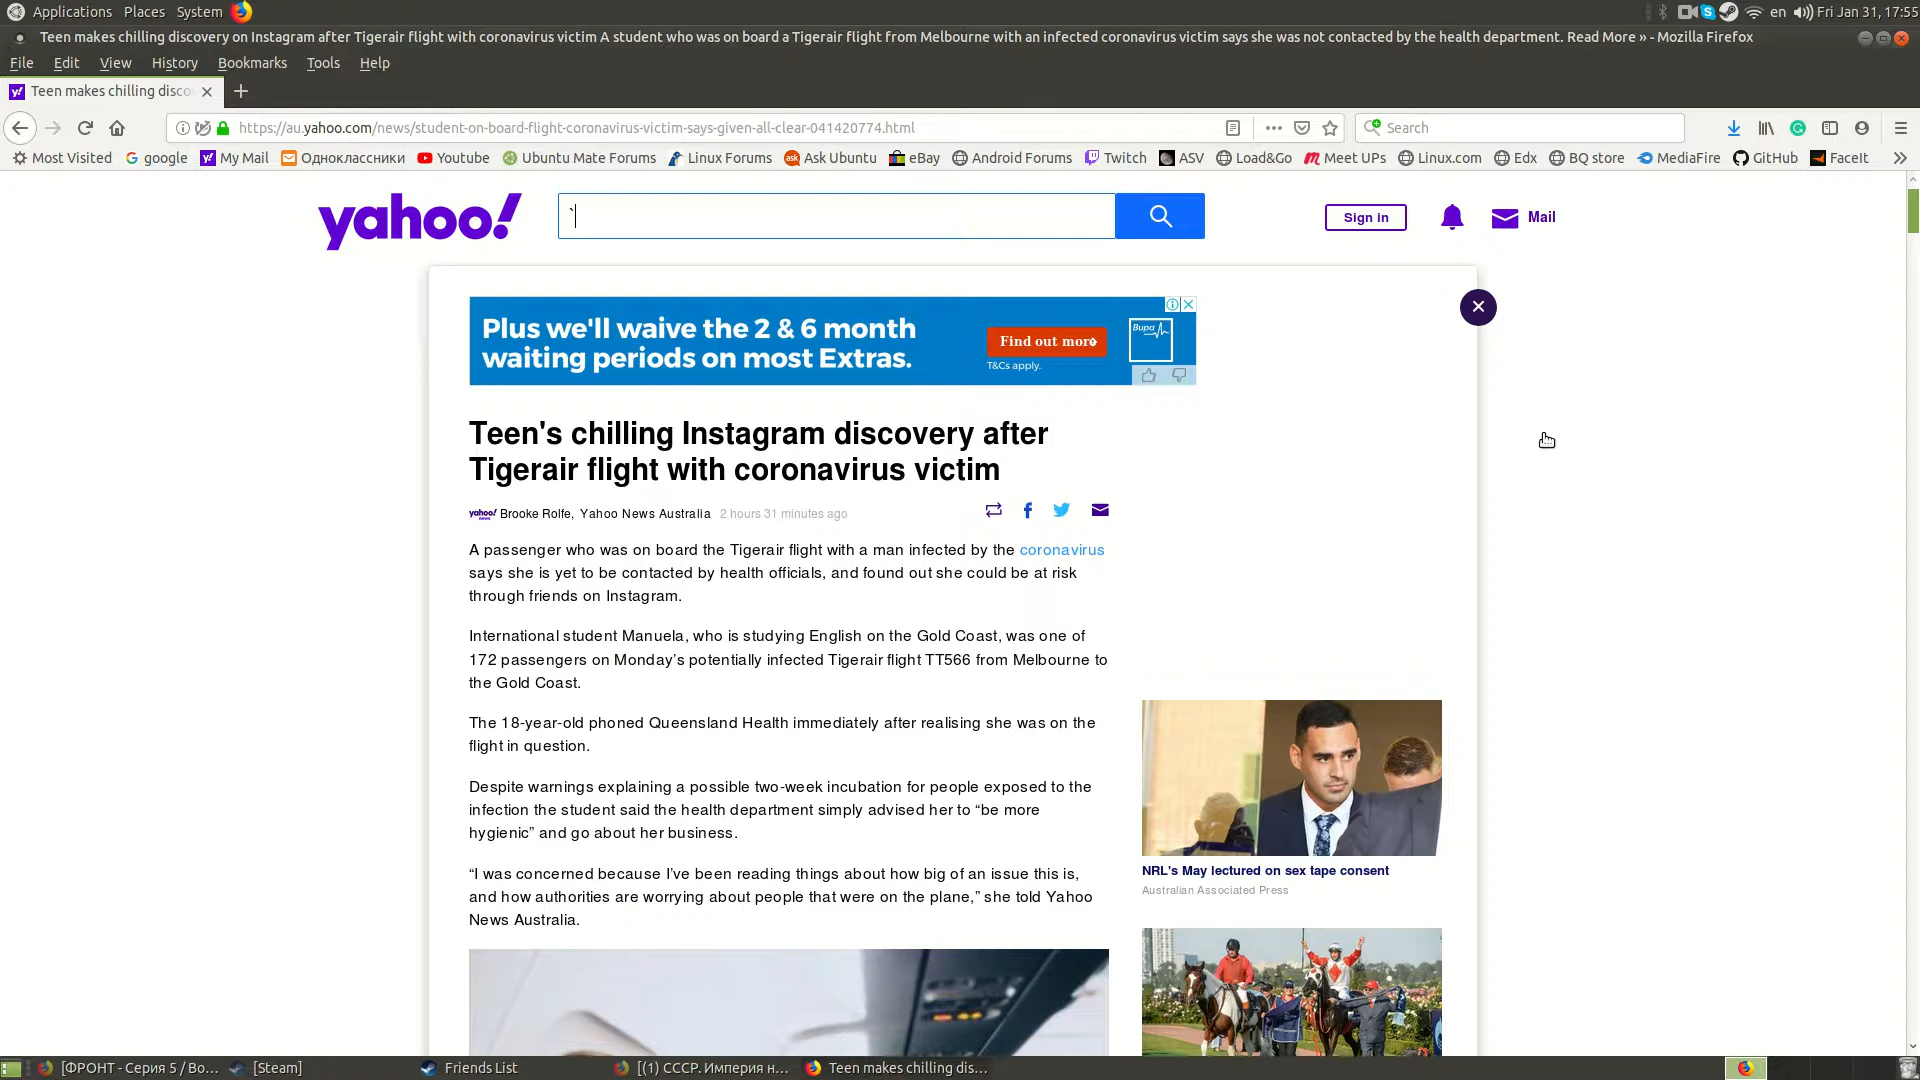 Applications Places System en Fri Jan 31, 17:55
Teen makes chilling discovery on Instagram after Tigerair flight with coronavirus victim A student who was on board a Tigerair flight from Melbourne with an infected coronavirus victim says she was not contacted by the health department. Read More » - Mozilla Firefox
File Edit View History Bookmarks Tools Help
Teen makes chilling disco
https://au.yahoo.com/news/student-on-board-flight-coronavirus-victim-says-given-all-clear-041420774.html Search
Most Visited google My Mail Одноклассники Youtube Ubuntu Mate Forums Linux Forums Ask Ubuntu eBay Android Forums Twitch ASV Load&Go Meet UPs Linux.com Edx BQ store MediaFire GitHub FaceIt
yahoo! ` Sign in Mail
Plus we'll waive the 2 & 6 month
waiting periods on most Extras.
Find out more
T&Cs apply.
Bupa
Teen's chilling Instagram discovery after
Tigerair flight with coronavirus victim
yahoo! news Brooke Rolfe, Yahoo News Australia 2 hours 31 minutes ago
A passenger who was on board the Tigerair flight with a man infected by the coronavirus
says she is yet to be contacted by health officials, and found out she could be at risk
through friends on Instagram.
International student Manuela, who is studying English on the Gold Coast, was one of
172 passengers on Monday’s potentially infected Tigerair flight TT566 from Melbourne to
the Gold Coast.
The 18-year-old phoned Queensland Health immediately after realising she was on the
flight in question.
Despite warnings explaining a possible two-week incubation for people exposed to the
infection the student said the health department simply advised her to “be more
hygienic” and go about her business.
“I was concerned because I’ve been reading things about how big of an issue this is,
and how authorities are worrying about people that were on the plane,” she told Yahoo
News Australia.
NRL's May lectured on sex tape consent
Australian Associated Press
[ФРОНТ - Серия 5 / Во... [Steam] Friends List [(1) СССР. Империя н... Teen makes chilling dis...